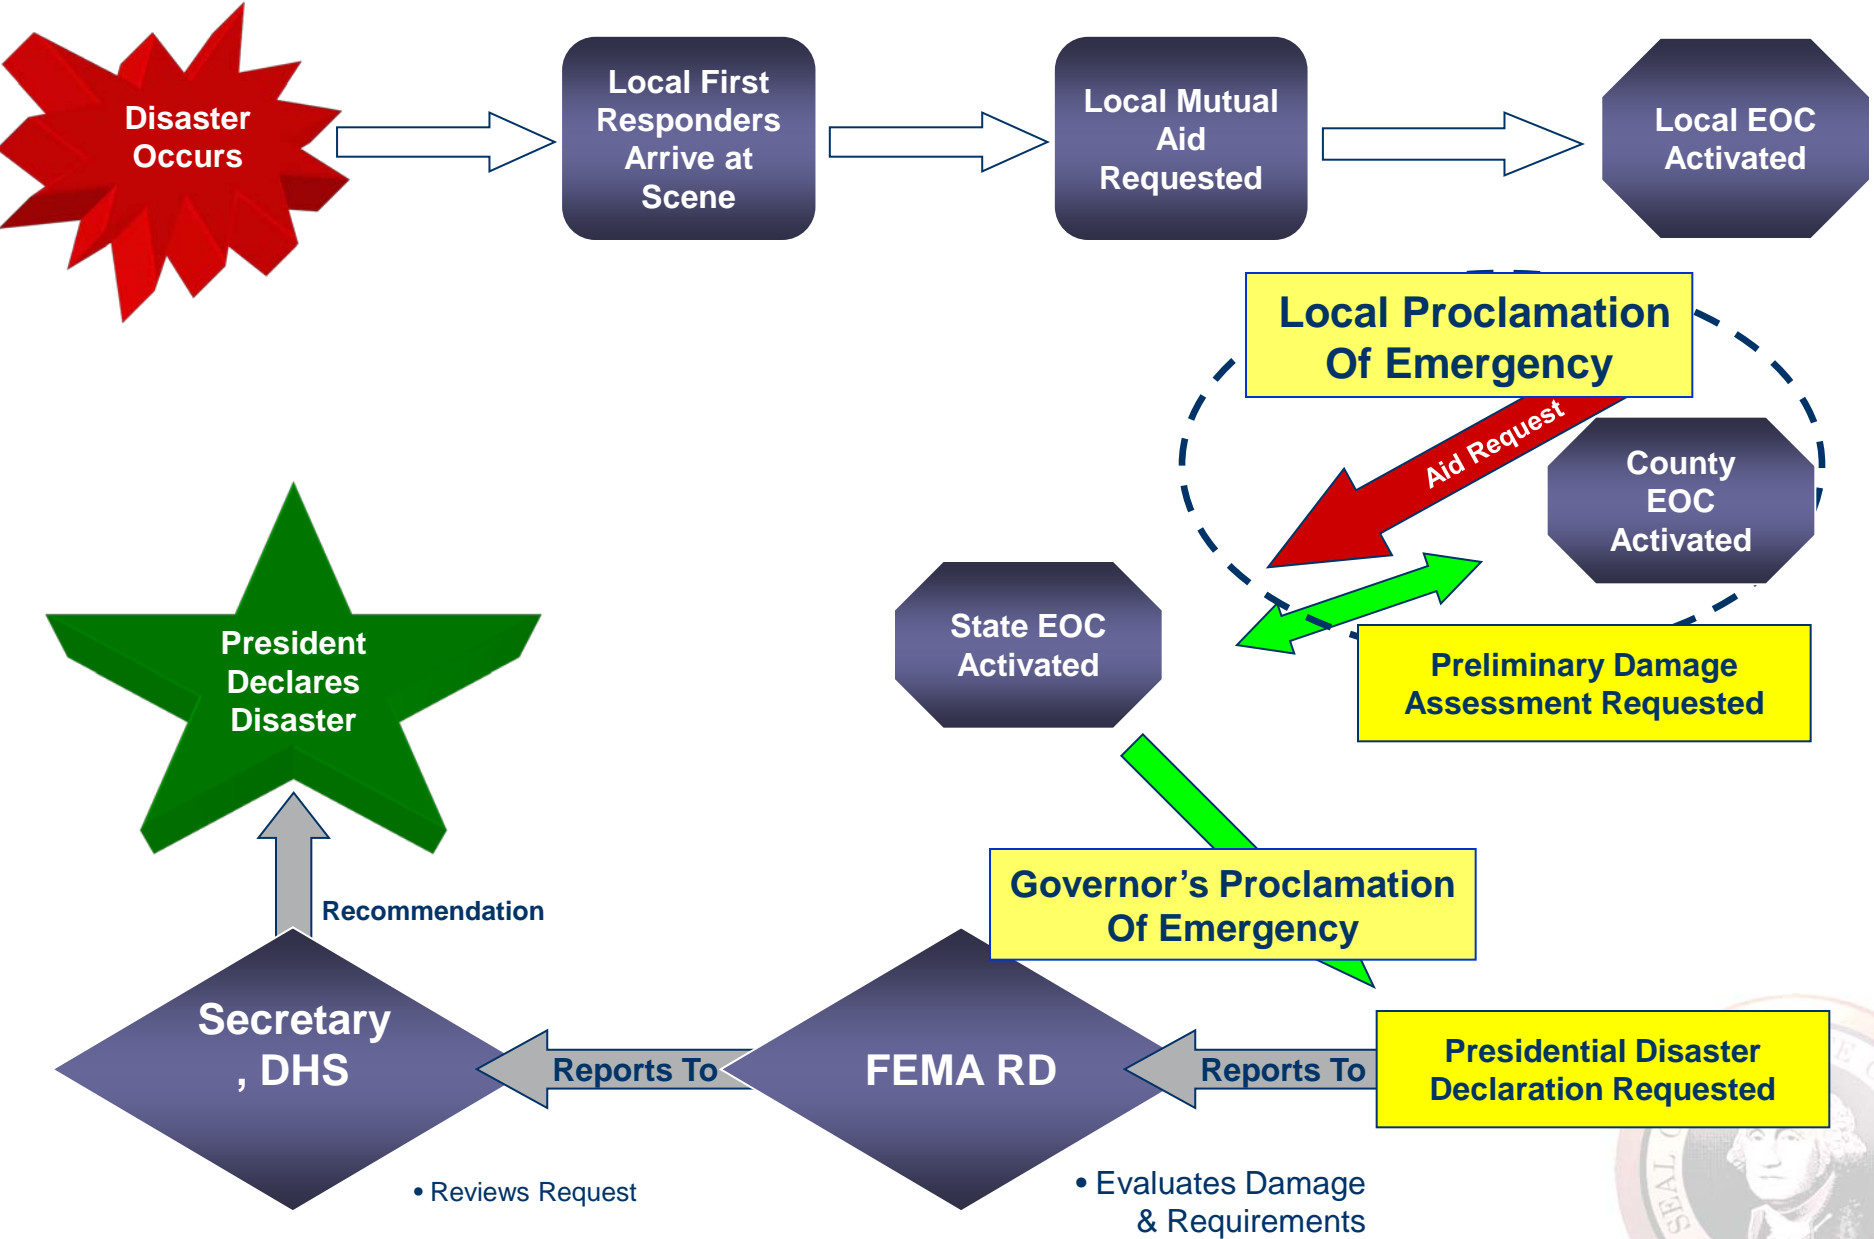 Disaster
Occurs
Local First
Responders
Arrive at
Scene
Local Mutual
Aid
Requested
Local EOC
Activated
Local Proclamation
Of Emergency
Aid Request
County
EOC
Activated
State EOC
Activated
Preliminary Damage
Assessment Requested
President
Declares
Disaster
Governor’s Proclamation
Of Emergency
Recommendation
Secretary
, DHS
Reports To
FEMA RD
Reports To
Presidential Disaster
Declaration Requested
• Reviews Request
• Evaluates Damage
& Requirements
SEAL